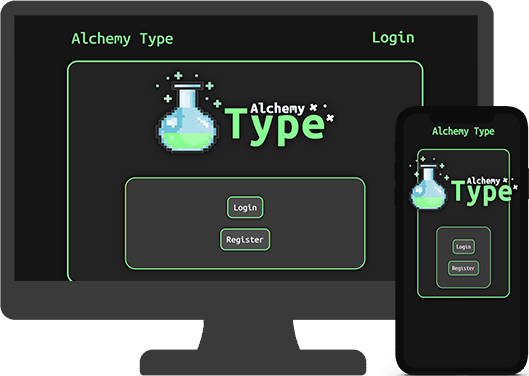 Alchemy Type
Login
Alchemy
Type
Login
Register
Alchemy Type
Alchemy
Type
Login
Register